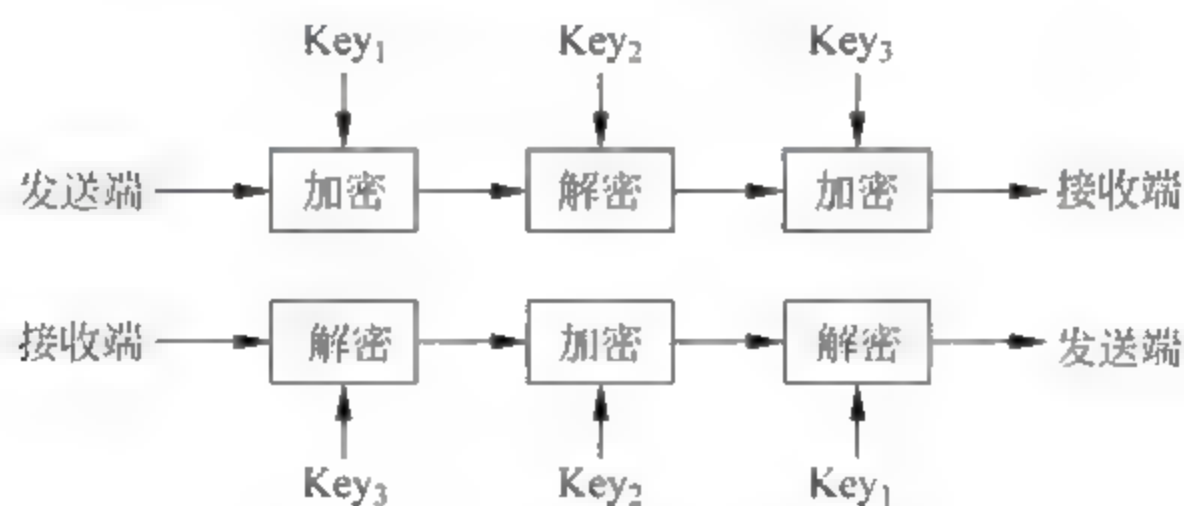 Key₁ Key₂ Key₃
发送端 加密 解密 加密 接收端
接收端 解密 加密 解密 发送端
Key₃ Key₂ Key₁